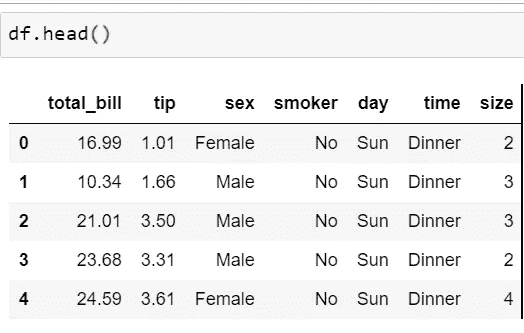 df.head()
total_bill tip sex smoker day time size
0 16.99 1.01 Female No Sun Dinner 2
1 10.34 1.66 Male No Sun Dinner 3
2 21.01 3.50 Male No Sun Dinner 3
3 23.68 3.31 Male No Sun Dinner 2
4 24.59 3.61 Female No Sun Dinner 4